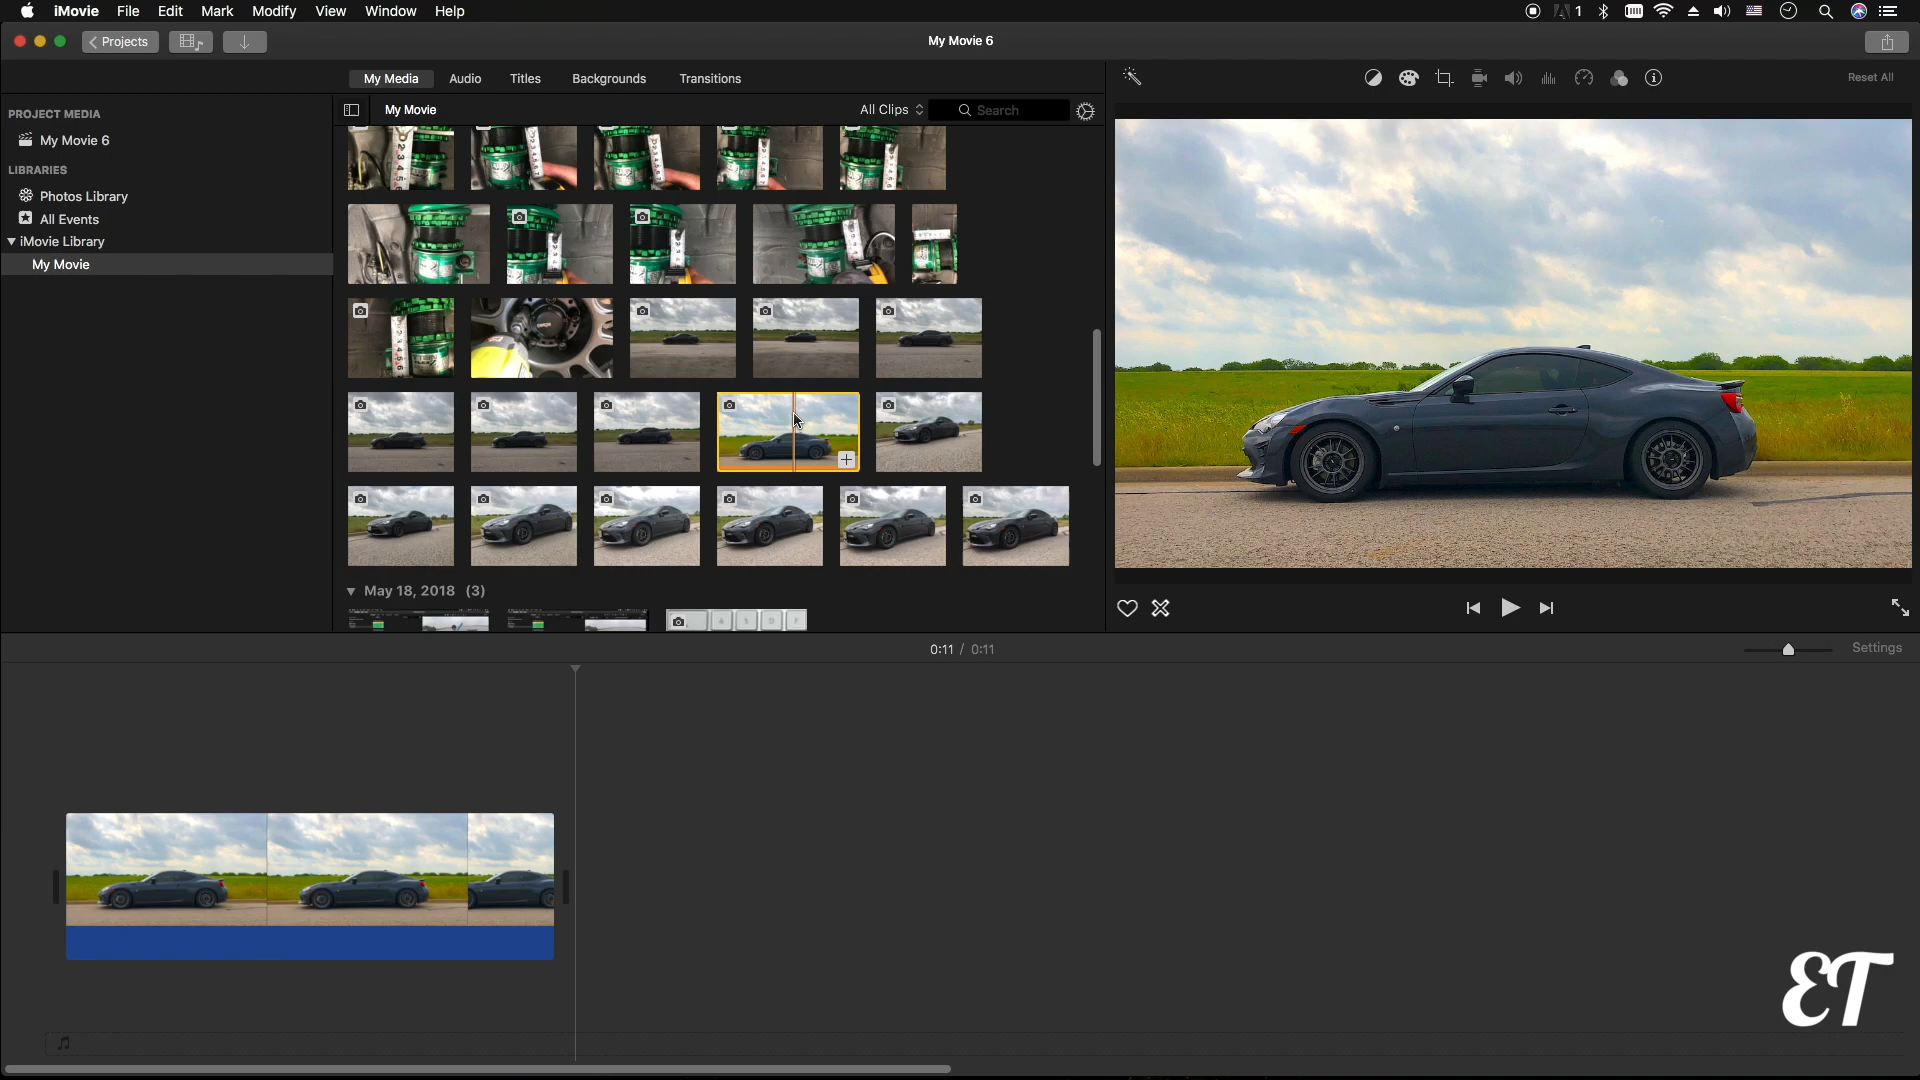 iMovie File Edit Mark Modify View Window Help
1
Projects
My Movie 6
My Media Audio Titles Backgrounds Transitions
Reset All
PROJECT MEDIA
My Movie 6
LIBRARIES
Photos Library
All Events
iMovie Library
My Movie
My Movie
All Clips
Search
May 18, 2018 (3)
0:11 / 0:11
Settings
ET